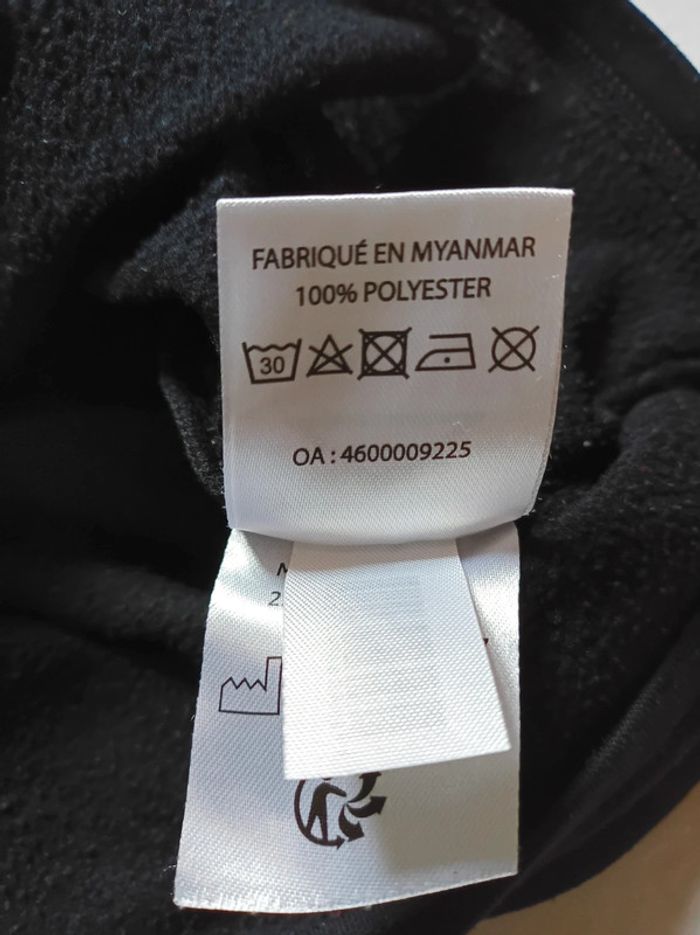 FABRIQUÉ EN MYANMAR
100% POLYESTER
30
OA : 4600009225